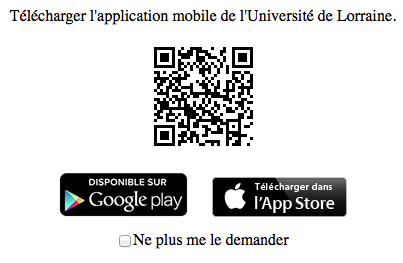 Télécharger l'application mobile de l'Université de Lorraine.
DISPONIBLE SUR
Google play
Télécharger dans
l'App Store
Ne plus me le demander